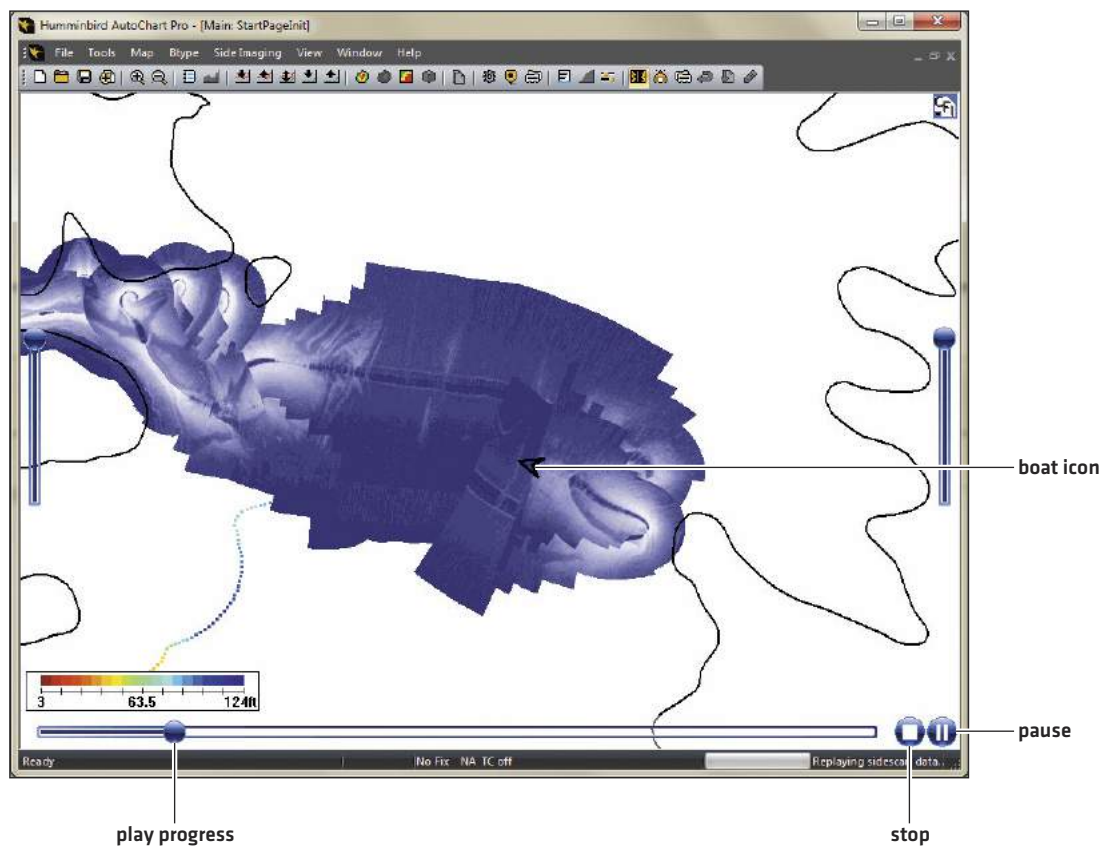 Humminbird AutoChart Pro - [Main: StartPageInit]
File Tools Map Btype Side Imaging View Window Help
boat icon
3 63.5 124ft
pause
Ready No Fix NA TC off Replaying sidescan data..
play progress
stop